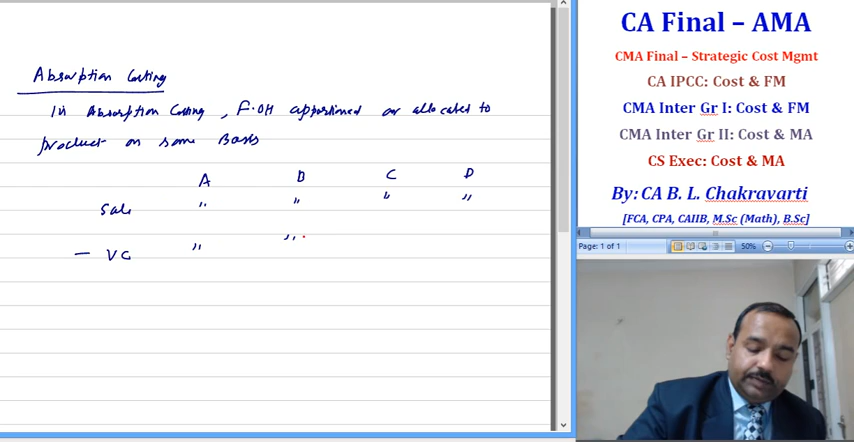 Absorption Costing
In Absorption Costing, F.OH apportioned or allocated to
product on some Basis
A B C D
Sale " " " "
- VC " "
CA Final – AMA
CMA Final – Strategic Cost Mgmt
CA IPCC: Cost & FM
CMA Inter Gr I: Cost & FM
CMA Inter Gr II: Cost & MA
CS Exec: Cost & MA
By: CA B. L. Chakravarti
[FCA, CPA, CAIIB, M.Sc (Math), B.Sc]
Page: 1 of 1 50%